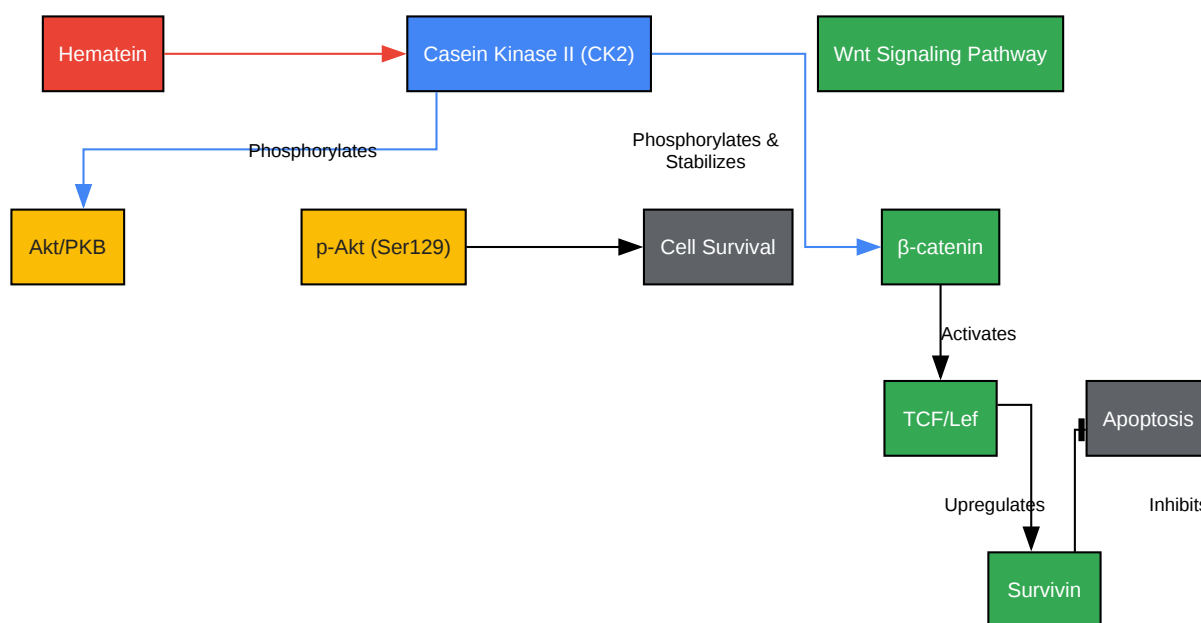 Hematein
Casein Kinase II (CK2)
Wnt Signaling Pathway
Phosphorylates
Phosphorylates &
Stabilizes
Akt/PKB
p-Akt (Ser129)
Cell Survival
β-catenin
Activates
TCF/Lef
Apoptosis
Upregulates
Inhibits
Survivin